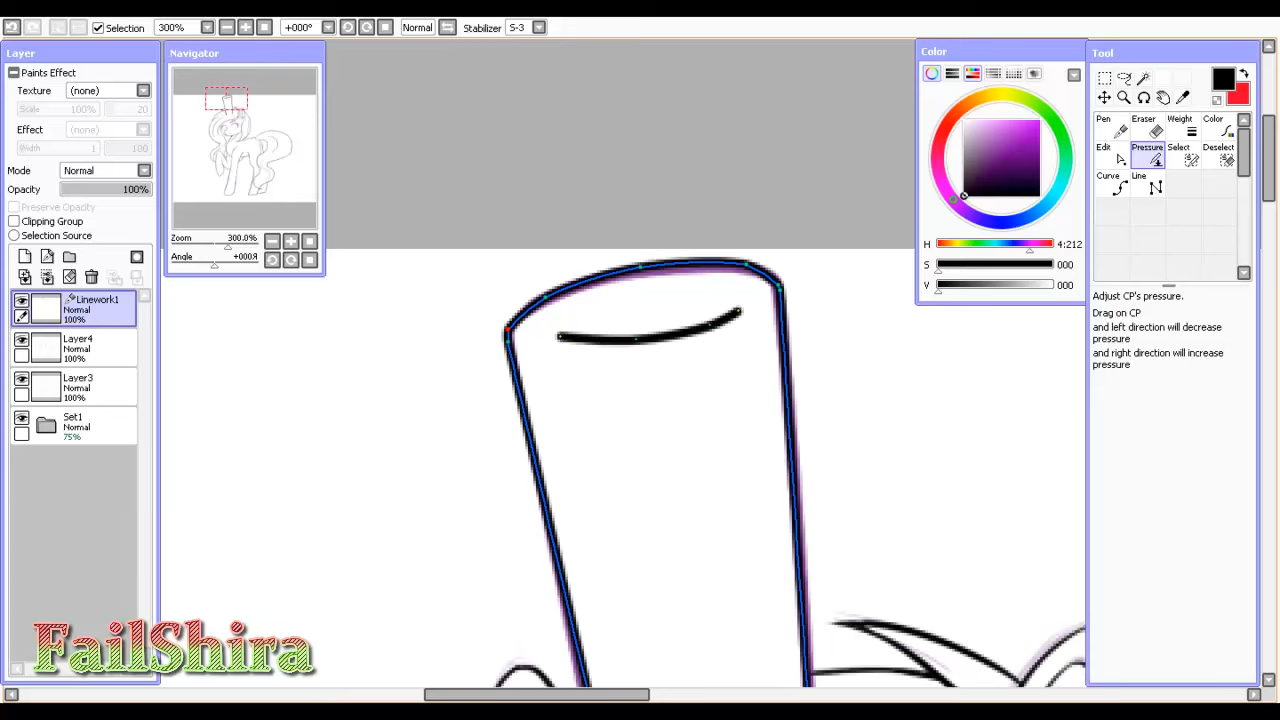 Selection
300%
+000°
Normal
Stabilizer
S-3
Layer
Paints Effect
Texture
(none)
Scale
100%
20
Effect
(none)
Width
1
100
Mode
Normal
Opacity
100%
Preserve Opacity
Clipping Group
Selection Source
Linework1
Normal
100%
Layer4
Normal
100%
Layer3
Normal
100%
Set1
Normal
75%
FailShira
Navigator
Zoom
300.0%
Angle
+000R
Color
H
4:212
S
000
V
000
Tool
Pen
Eraser
Weight
Color
Edit
Pressure
Select
Deselect
Curve
Line
Adjust CP's pressure.
Drag on CP
and left direction will decrease
pressure
and right direction will increase
pressure